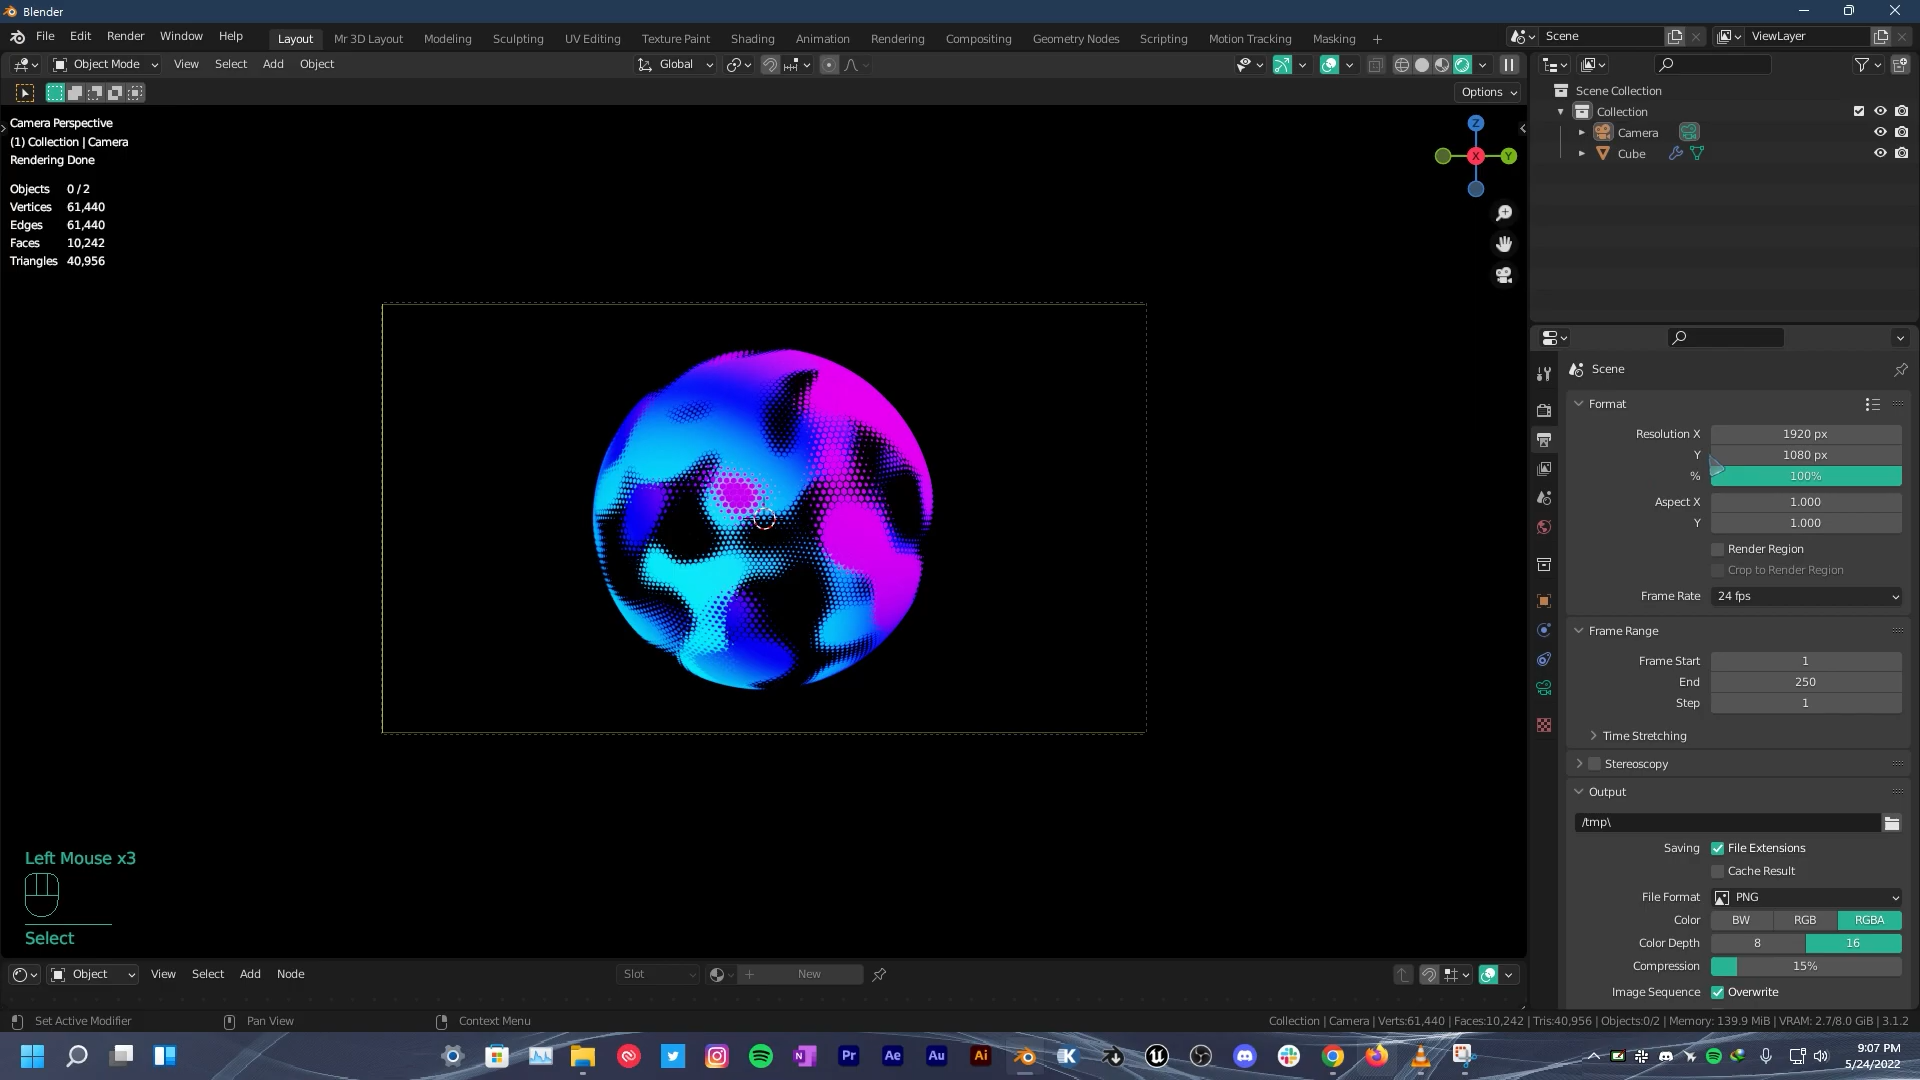 Blender
File Edit Render Window Help
Layout Mr 3D Layout Modeling Sculpting UV Editing Texture Paint Shading Animation Rendering Compositing Geometry Nodes Scripting Motion Tracking Masking +
Scene
ViewLayer
Object Mode View Select Add Object
Global
Options
Camera Perspective
(1) Collection | Camera
Rendering Done
Objects 0 / 2
Vertices 61,440
Edges 61,440
Faces 10,242
Triangles 40,956
Z
X
Y
Scene Collection
Collection
Camera
Cube
Scene
Format
Resolution X 1920 px
Y 1080 px
% 100%
Aspect X 1.000
Y 1.000
Render Region
Crop to Render Region
Frame Rate 24 fps
Frame Range
Frame Start 1
End 250
Step 1
Time Stretching
Stereoscopy
Output
/tmp\
Saving File Extensions
Cache Result
File Format PNG
Color BW RGB RGBA
Color Depth 8 16
Compression 15%
Image Sequence Overwrite
Left Mouse x3
Select
Object View Select Add Node
Slot
New
Set Active Modifier
Pan View
Context Menu
Collection | Camera | Verts:61,440 | Faces:10,242 | Tris:40,956 | Objects:0/2 | Memory: 139.9 MiB | VRAM: 2.7/8.0 GiB | 3.1.2
Pr Ae Au Ai
9:07 PM
5/24/2022